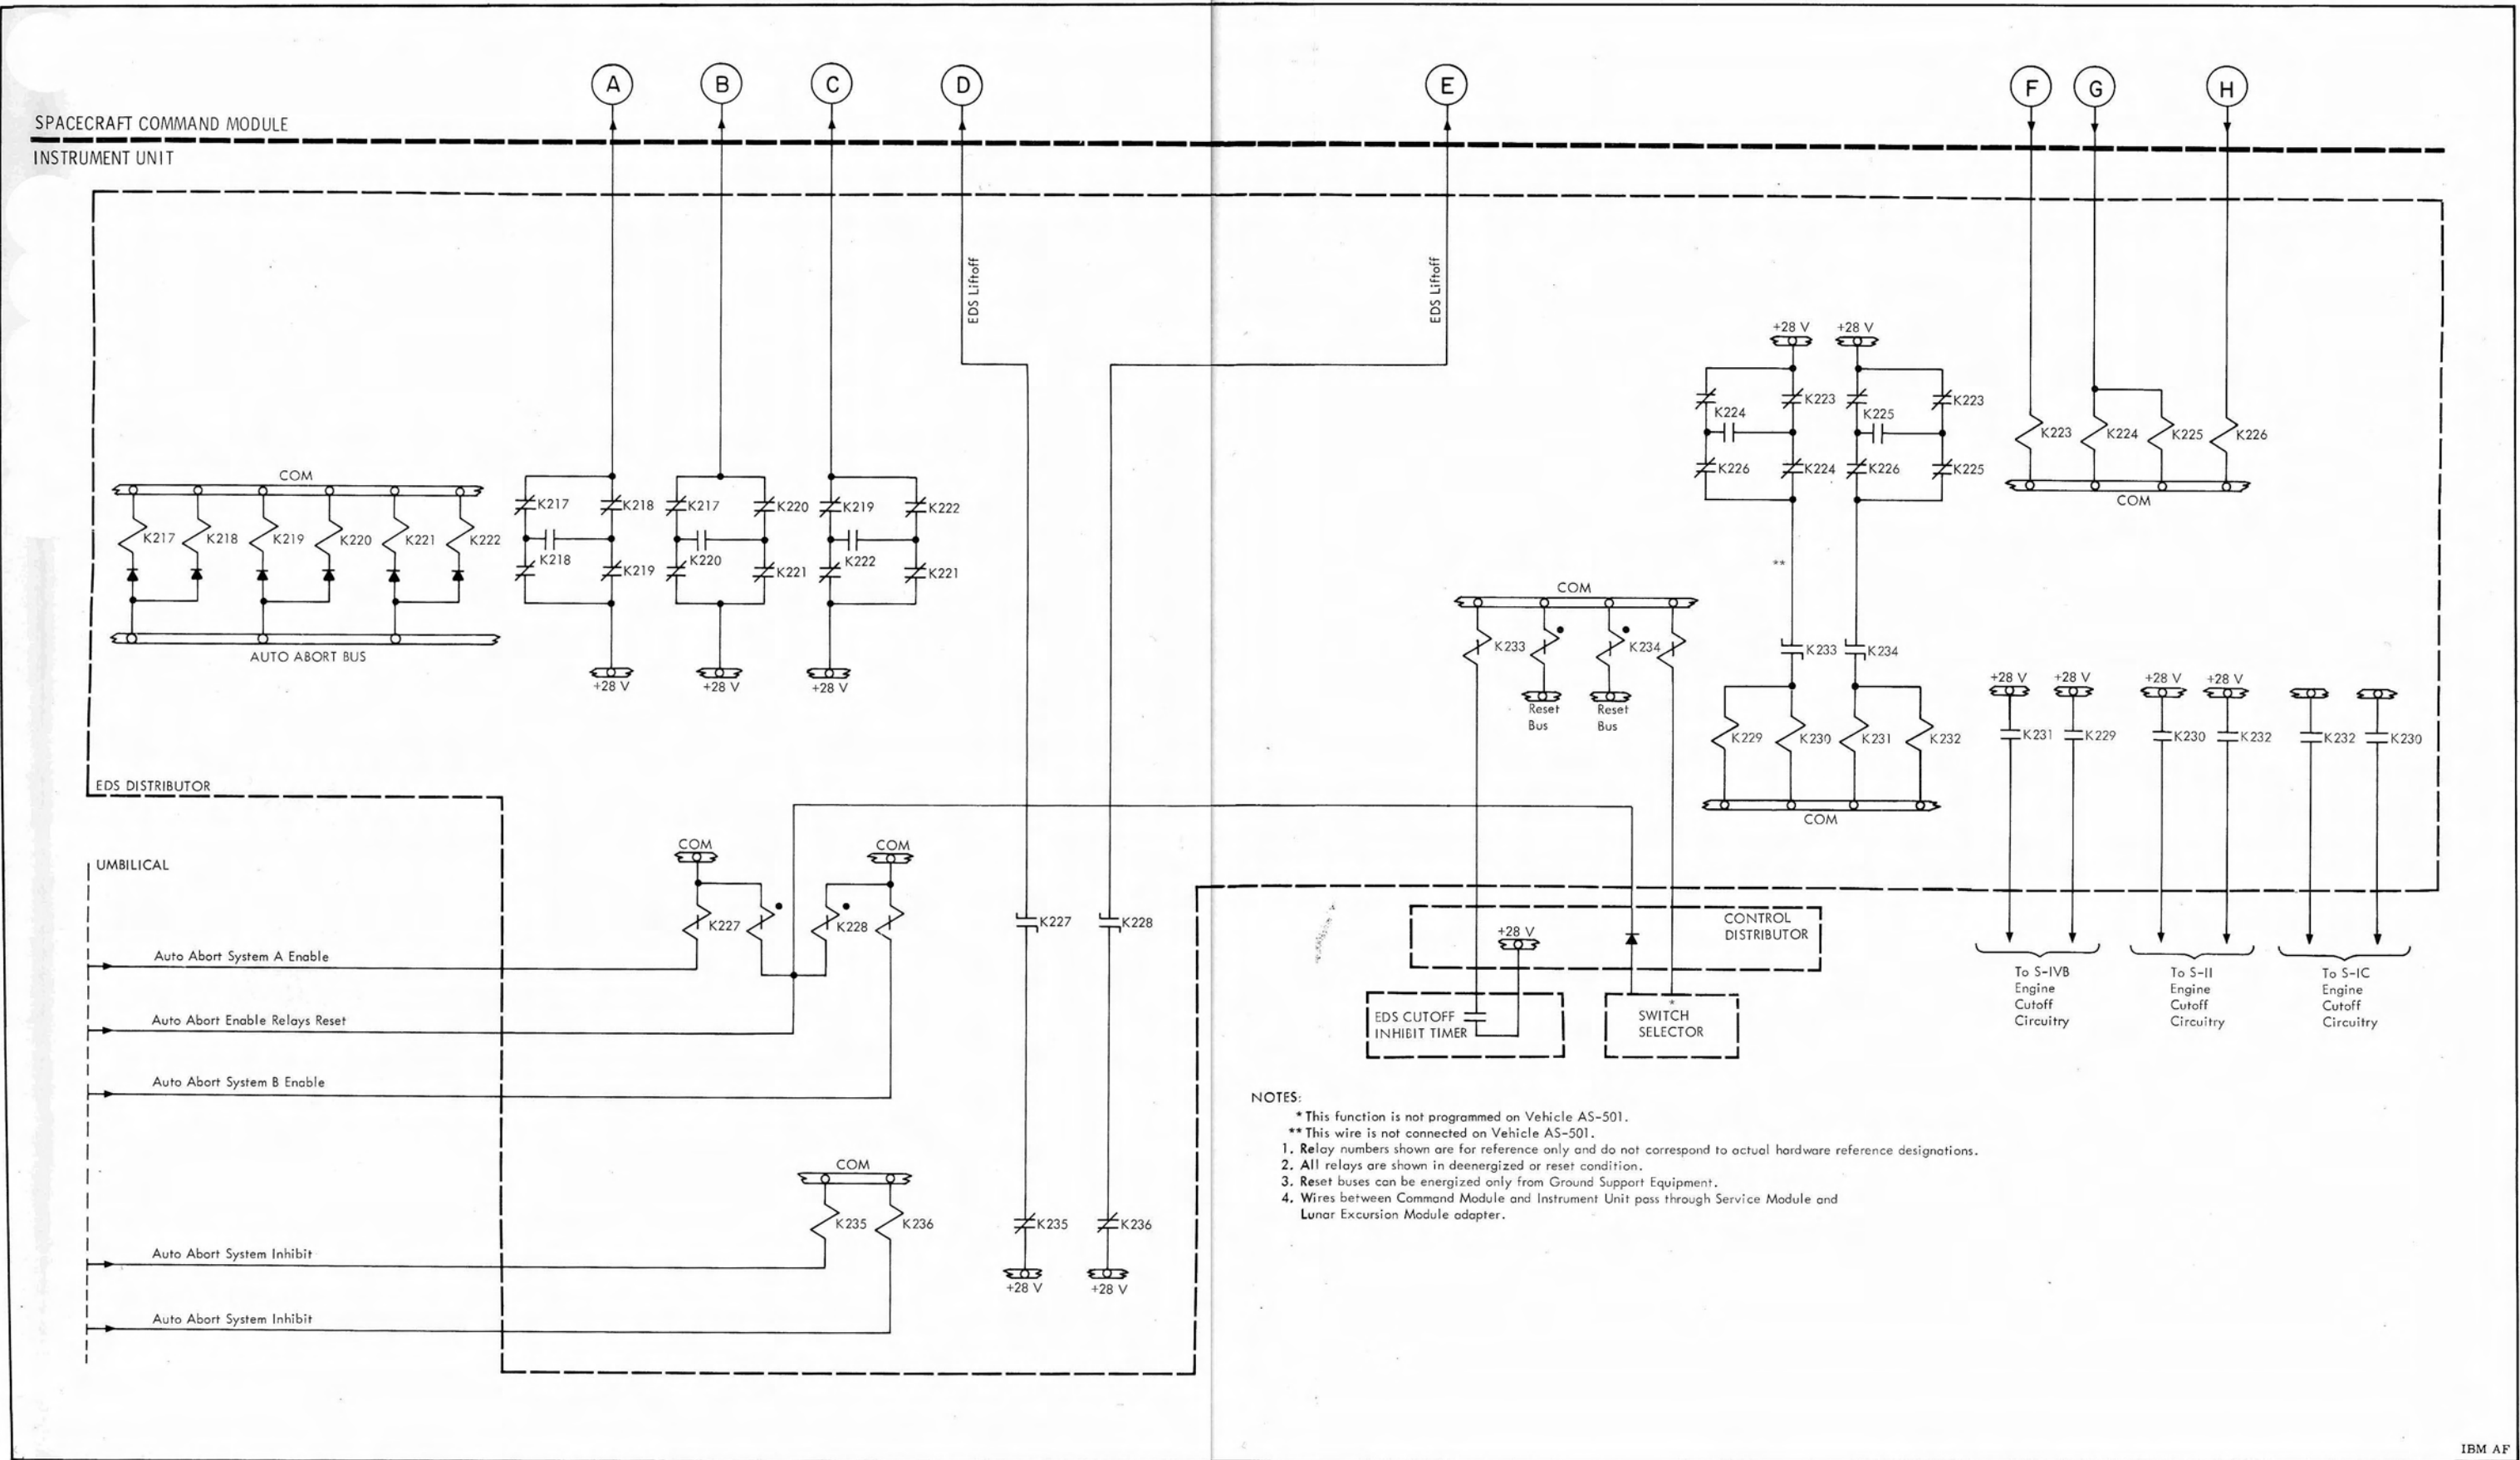 A
B
C
D
E
F
G
H
SPACECRAFT COMMAND MODULE
INSTRUMENT UNIT
EDS Liftoff
EDS Liftoff
+28 V
+28 V
K224
K223
K225
K223
K226
K224
K226
K225
K223
K224
K225
K226
COM
COM
K217
K218
K219
K220
K221
K222
AUTO ABORT BUS
K217
K218
K218
K219
+28 V
K217
K220
K220
K221
+28 V
K219
K222
K222
K221
+28 V
**
COM
K233
K234
Reset
Bus
Reset
Bus
K233
K234
K229
K230
K231
K232
COM
+28 V
+28 V
+28 V
+28 V
K231
K229
K230
K232
K232
K230
EDS DISTRIBUTOR
UMBILICAL
COM
COM
K227
K228
K227
K228
Auto Abort System A Enable
Auto Abort Enable Relays Reset
Auto Abort System B Enable
COM
K235
K236
K235
K236
Auto Abort System Inhibit
Auto Abort System Inhibit
+28 V
+28 V
CONTROL
DISTRIBUTOR
+28 V
EDS CUTOFF
INHIBIT TIMER
*
SWITCH
SELECTOR
To S-IVB
Engine
Cutoff
Circuitry
To S-II
Engine
Cutoff
Circuitry
To S-IC
Engine
Cutoff
Circuitry
NOTES:
* This function is not programmed on Vehicle AS-501.
** This wire is not connected on Vehicle AS-501.
1. Relay numbers shown are for reference only and do not correspond to actual hardware reference designations.
2. All relays are shown in deenergized or reset condition.
3. Reset buses can be energized only from Ground Support Equipment.
4. Wires between Command Module and Instrument Unit pass through Service Module and
Lunar Excursion Module adapter.
IBM AF